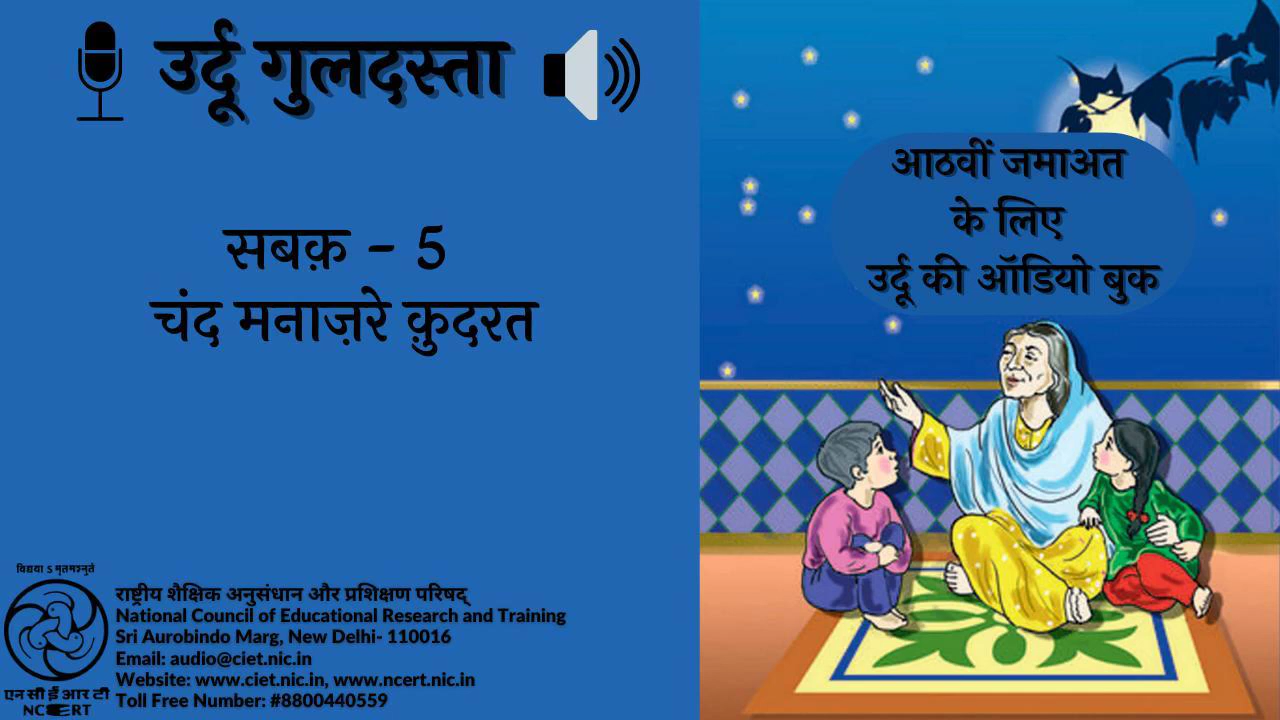 उर्दू गुलदस्ता
सबक़ - 5
चंद मनाज़रे क़ुदरत
आठवीं जमाअत
के लिए
उर्दू की ऑडियो बुक
विद्यया ऽ मृतमश्नुते
एन सी ई आर टी
NCERT
राष्ट्रीय शैक्षिक अनुसंधान और प्रशिक्षण परिषद्
National Council of Educational Research and Training
Sri Aurobindo Marg, New Delhi- 110016
Email: audio@ciet.nic.in
Website: www.ciet.nic.in, www.ncert.nic.in
Toll Free Number: #8800440559